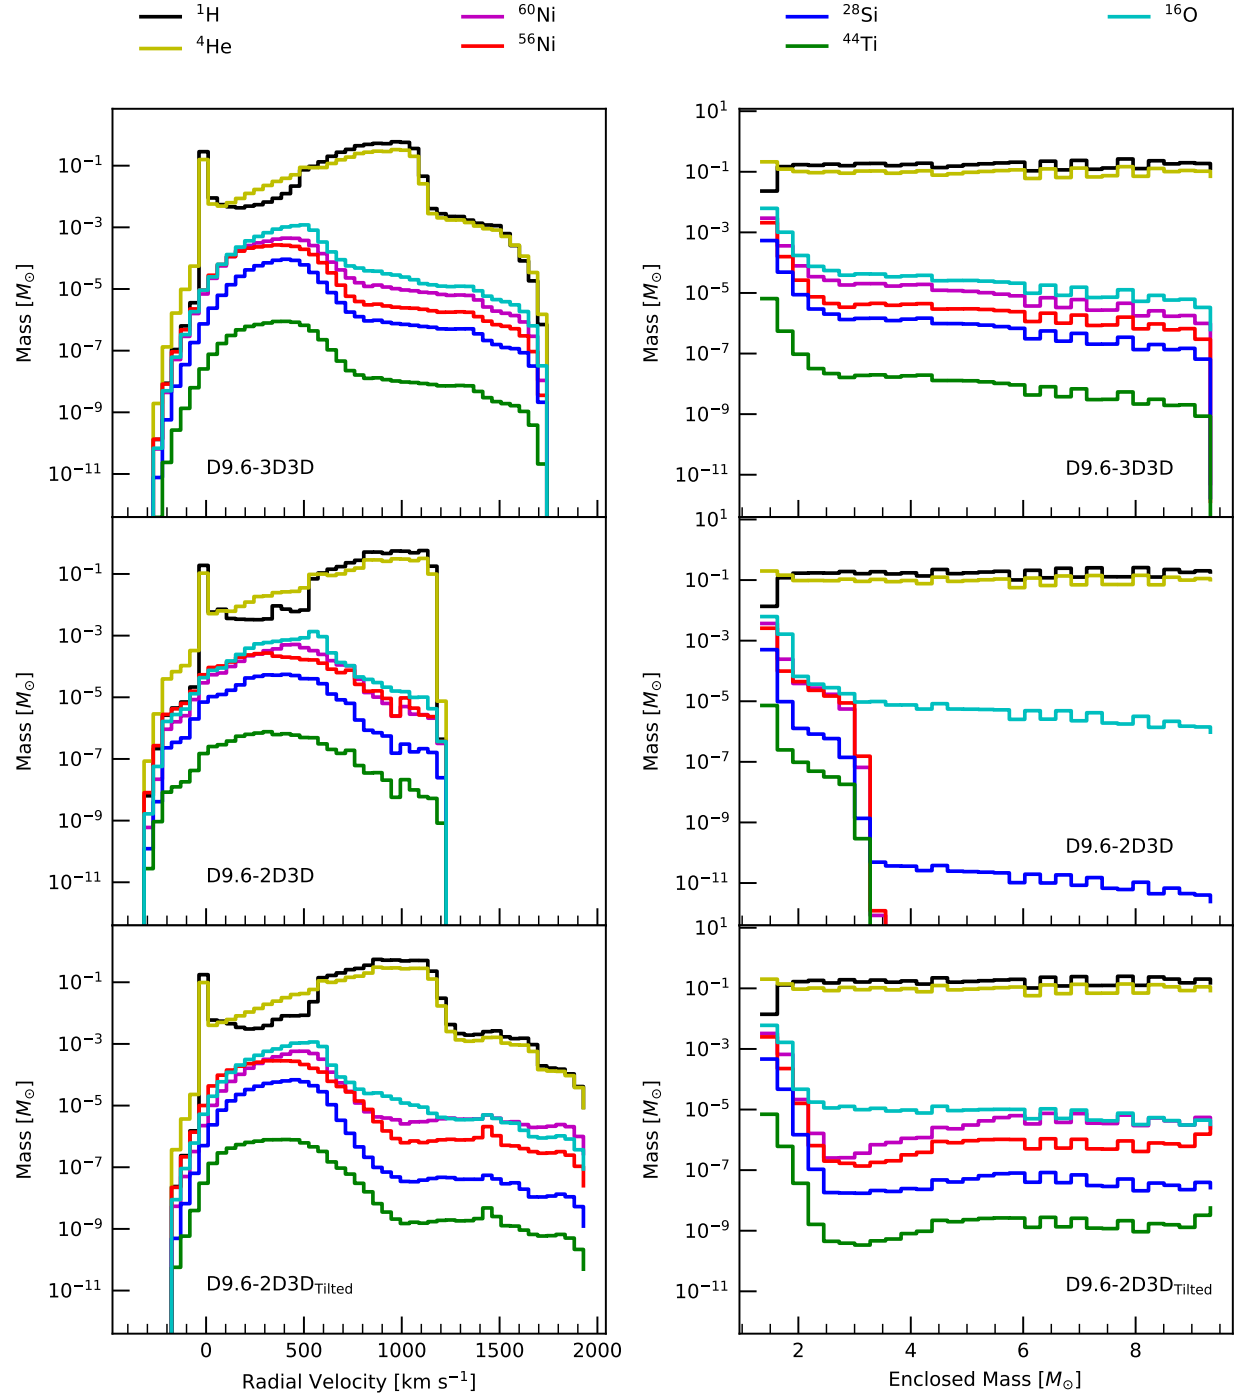 ¹H ⁶⁰Ni ²⁸Si ¹⁶O
⁴He ⁵⁶Ni ⁴⁴Ti
10⁻¹
10⁻³
10⁻⁵
10⁻⁷
10⁻⁹
10⁻¹¹
Mass [M⊙]
D9.6-3D3D
10¹
10⁻¹
10⁻³
10⁻⁵
10⁻⁷
10⁻⁹
10⁻¹¹
Mass [M⊙]
D9.6-3D3D
10⁻¹
10⁻³
10⁻⁵
10⁻⁷
10⁻⁹
10⁻¹¹
Mass [M⊙]
D9.6-2D3D
10¹
10⁻¹
10⁻³
10⁻⁵
10⁻⁷
10⁻⁹
10⁻¹¹
Mass [M⊙]
D9.6-2D3D
10⁻¹
10⁻³
10⁻⁵
10⁻⁷
10⁻⁹
10⁻¹¹
Mass [M⊙]
D9.6-2D3D_Tilted
0 500 1000 1500 2000
Radial Velocity [km s⁻¹]
10¹
10⁻¹
10⁻³
10⁻⁵
10⁻⁷
10⁻⁹
10⁻¹¹
Mass [M⊙]
D9.6-2D3D_Tilted
2 4 6 8
Enclosed Mass [M⊙]